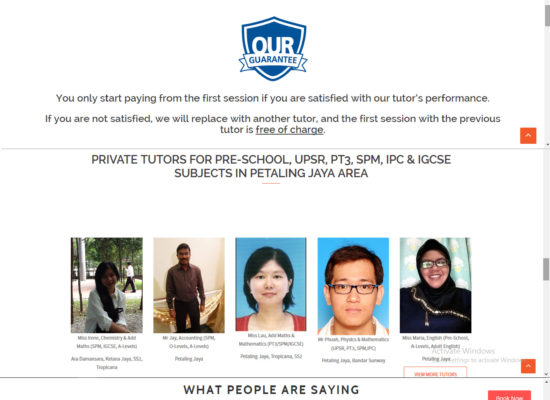 OUR
GUARANTEE
You only start paying from the first session if you are satisfied with our tutor's performance.
If you are not satisfied, we will replace with another tutor, and the first session with the previous
tutor is free of charge.
PRIVATE TUTORS FOR PRE-SCHOOL, UPSR, PT3, SPM, IPC & IGCSE
SUBJECTS IN PETALING JAYA AREA
Miss Irene, Chemistry & Add
Maths (SPM, IGCSE, A-Levels)
Ara Damansara, Kelana Jaya, SS2,
Tropicana
Mr Jay, Accounting (SPM,
O-Levels, A-Levels)
Petaling Jaya
Miss Lau, Add Maths &
Mathematics (PT3/SPM/IGCSE)
Petaling Jaya, Tropicana, SS2
Mr Phuah, Physics & Mathematics
(UPSR, PT3, SPM, IPC)
Petaling Jaya, Bandar Sunway
Miss Maria, English (Pre-School,
A-Levels, Adult English)
Petaling Jaya
Activate Windows
settings to activate Windows
VIEW MORE TUTORS
WHAT PEOPLE ARE SAYING
Book Now